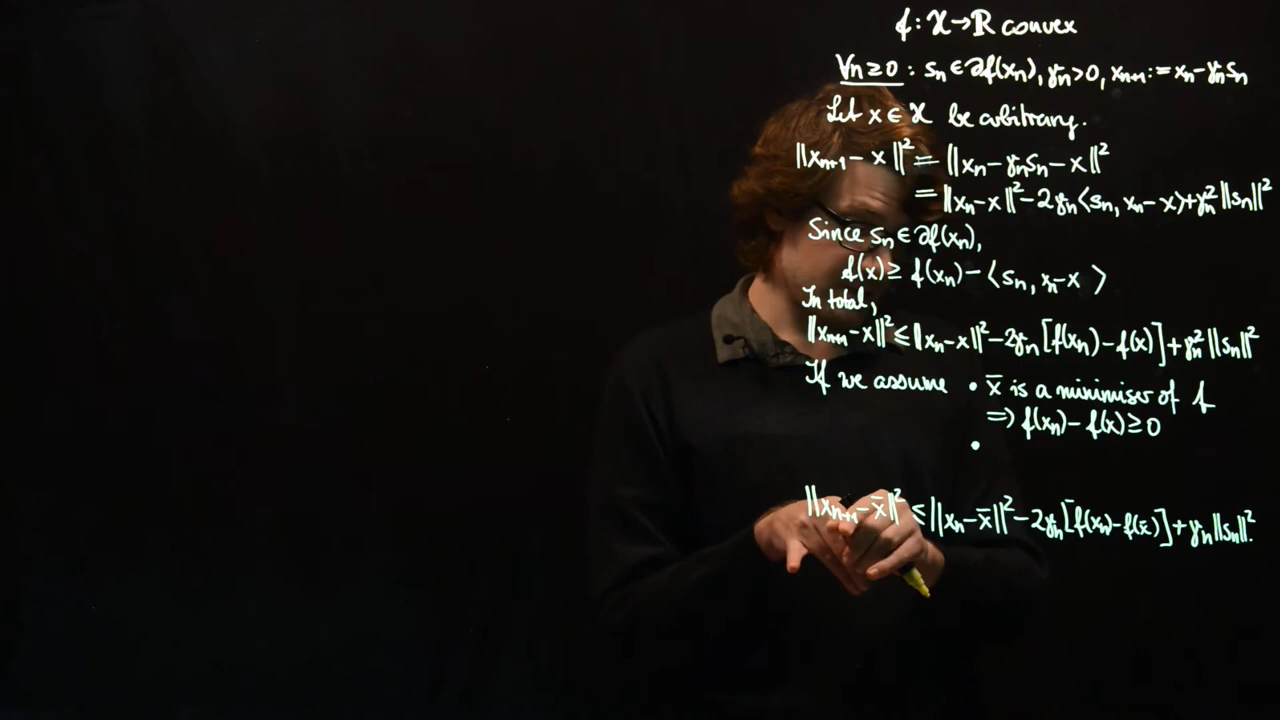 f : 𝒳 → ℝ convex
∀n ≥ 0 : sₙ ∈ ∂f(xₙ), γₙ > 0, xₙ₊₁ := xₙ − γₙsₙ
Let x ∈ 𝒳 be arbitrary.
‖xₙ₊₁ − x‖² = ‖xₙ − γₙsₙ − x‖²
= ‖xₙ − x‖² − 2γₙ⟨sₙ, xₙ − x⟩ + γₙ²‖sₙ‖²
Since sₙ ∈ ∂f(xₙ),
f(x) ≥ f(xₙ) − ⟨sₙ, xₙ − x⟩
In total,
‖xₙ₊₁ − x‖² ≤ ‖xₙ − x‖² − 2γₙ[f(xₙ) − f(x)] + γₙ²‖sₙ‖²
If we assume • x̄ is a minimiser of f
⇒ f(xₙ) − f(x) ≥ 0
•
‖xₙ₊₁ − x̄‖² ≤ ‖xₙ − x̄‖² − 2γₙ[f(xₙ) − f(x̄)] + γₙ‖sₙ‖².